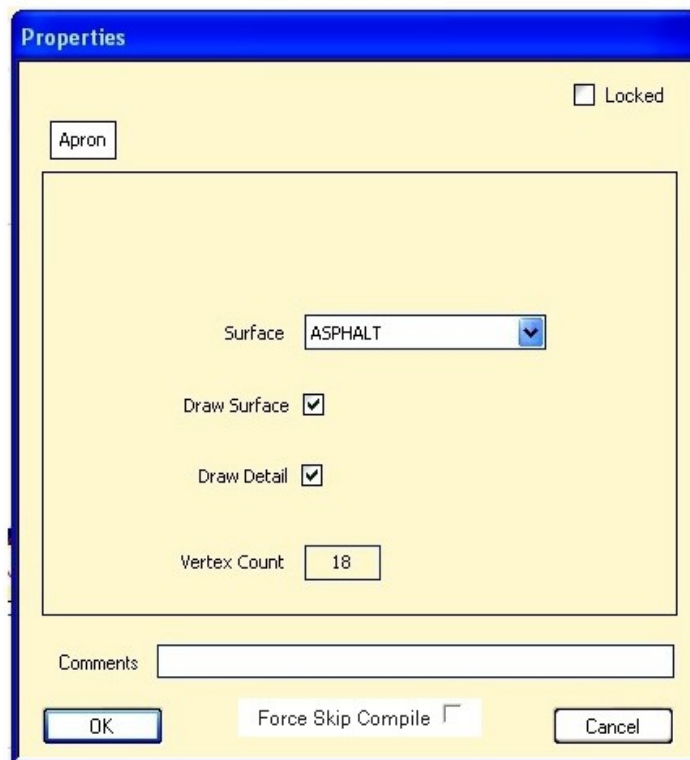 Properties
Locked
Apron
Surface ASPHALT
Draw Surface
Draw Detail
Vertex Count 18
Comments
OK Force Skip Compile Cancel